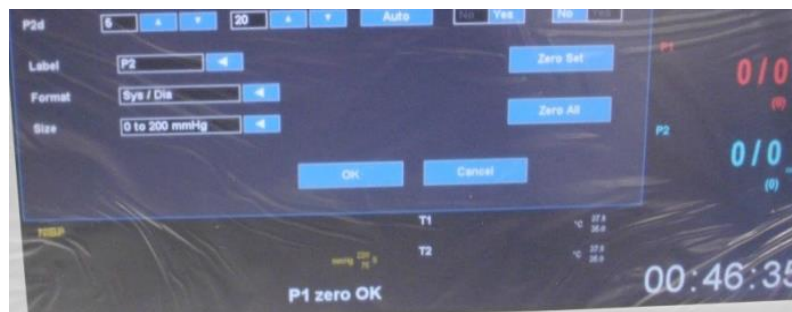 P2d 5 20 Auto No Yes No Yes
Label P2 Zero Set P1
0/0
Format Sys / Dia (0)
Zero All
Size 0 to 200 mmHg P2
0/0
OK Cancel (0)
T1 °C
T2 °C
P1 zero OK 00:46:35